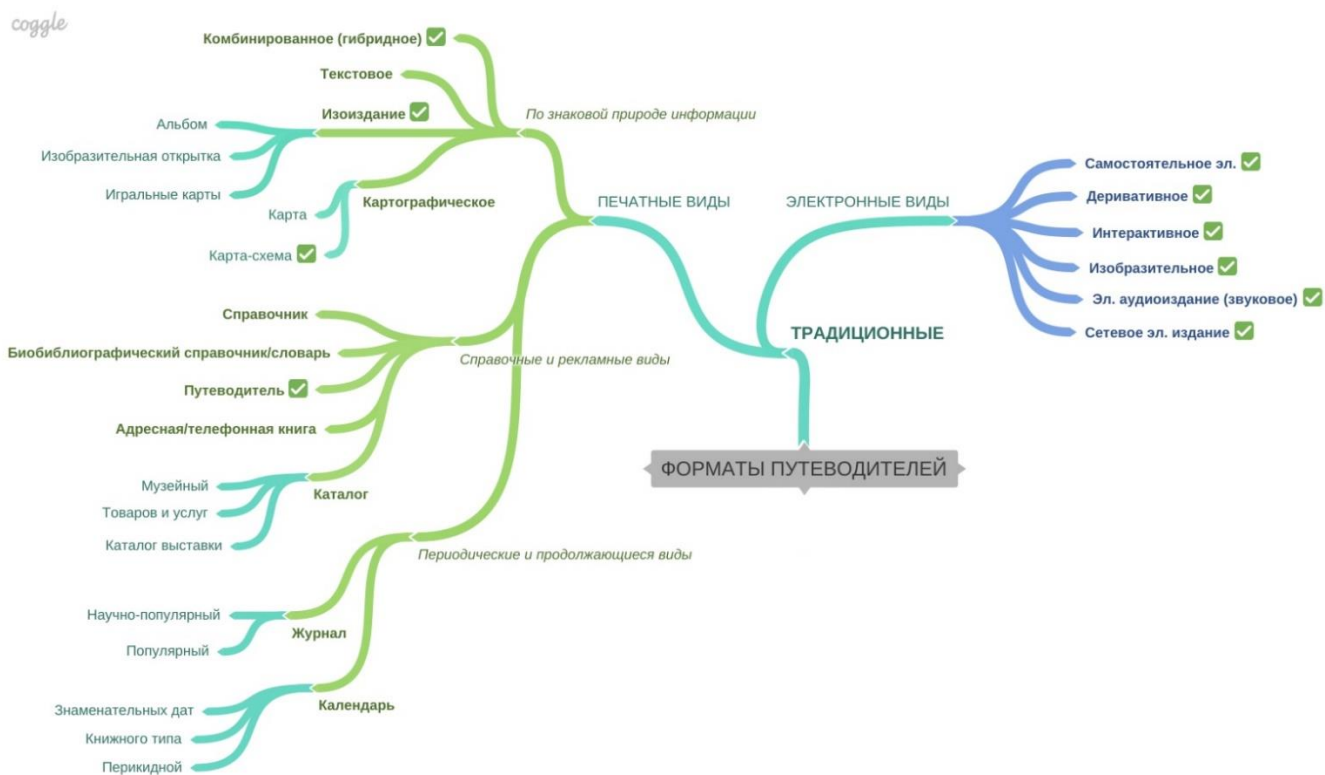 coggle
Комбинированное (гибридное)
Текстовое
Изоиздание
Альбом
Изобразительная открытка
Игральные карты
По знаковой природе информации
Картографическое
Карта
Карта-схема
ПЕЧАТНЫЕ ВИДЫ
ЭЛЕКТРОННЫЕ ВИДЫ
Самостоятельное эл.
Деривативное
Интерактивное
Изобразительное
Эл. аудиоиздание (звуковое)
Сетевое эл. издание
ТРАДИЦИОННЫЕ
Справочник
Биобиблиографический справочник/словарь
Справочные и рекламные виды
Путеводитель
Адресная/телефонная книга
ФОРМАТЫ ПУТЕВОДИТЕЛЕЙ
Музейный
Каталог
Товаров и услуг
Каталог выставки
Периодические и продолжающиеся виды
Научно-популярный
Журнал
Популярный
Календарь
Знаменательных дат
Книжного типа
Перикидной